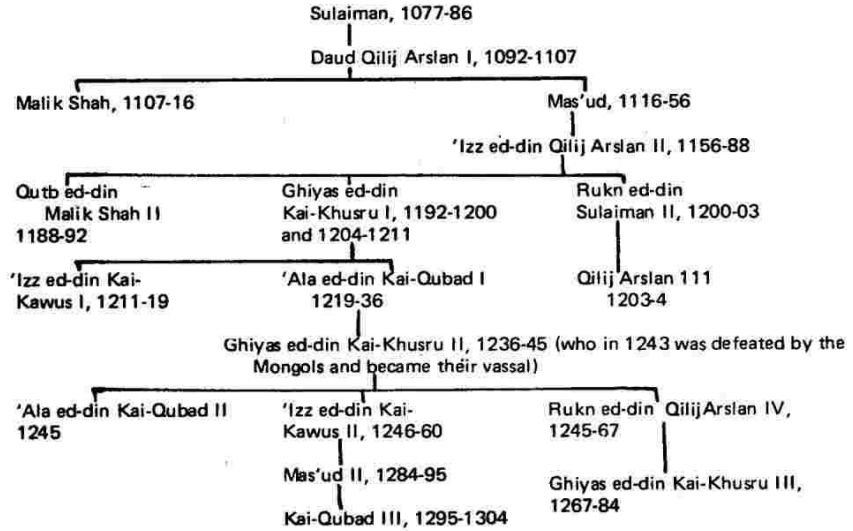 Sulaiman, 1077-86
Daud Qilij Arslan I, 1092-1107
Malik Shah, 1107-16
Mas'ud, 1116-56
'Izz ed-din Qilij Arslan II, 1156-88
Qutb ed-din
Malik Shah II
1188-92
Ghiyas ed-din
Kai-Khusru I, 1192-1200
and 1204-1211
Rukn ed-din
Sulaiman II, 1200-03
'Izz ed-din Kai-
Kawus I, 1211-19
'Ala ed-din Kai-Qubad I
1219-36
Qilij Arslan 111
1203-4
Ghiyas ed-din Kai-Khusru II, 1236-45 (who in 1243 was defeated by the
Mongols and became their vassal)
'Ala ed-din Kai-Qubad II
1245
'Izz ed-din Kai-
Kawus II, 1246-60
Rukn ed-din Qilij Arslan IV,
1245-67
Mas'ud II, 1284-95
Ghiyas ed-din Kai-Khusru III,
1267-84
Kai-Qubad III, 1295-1304